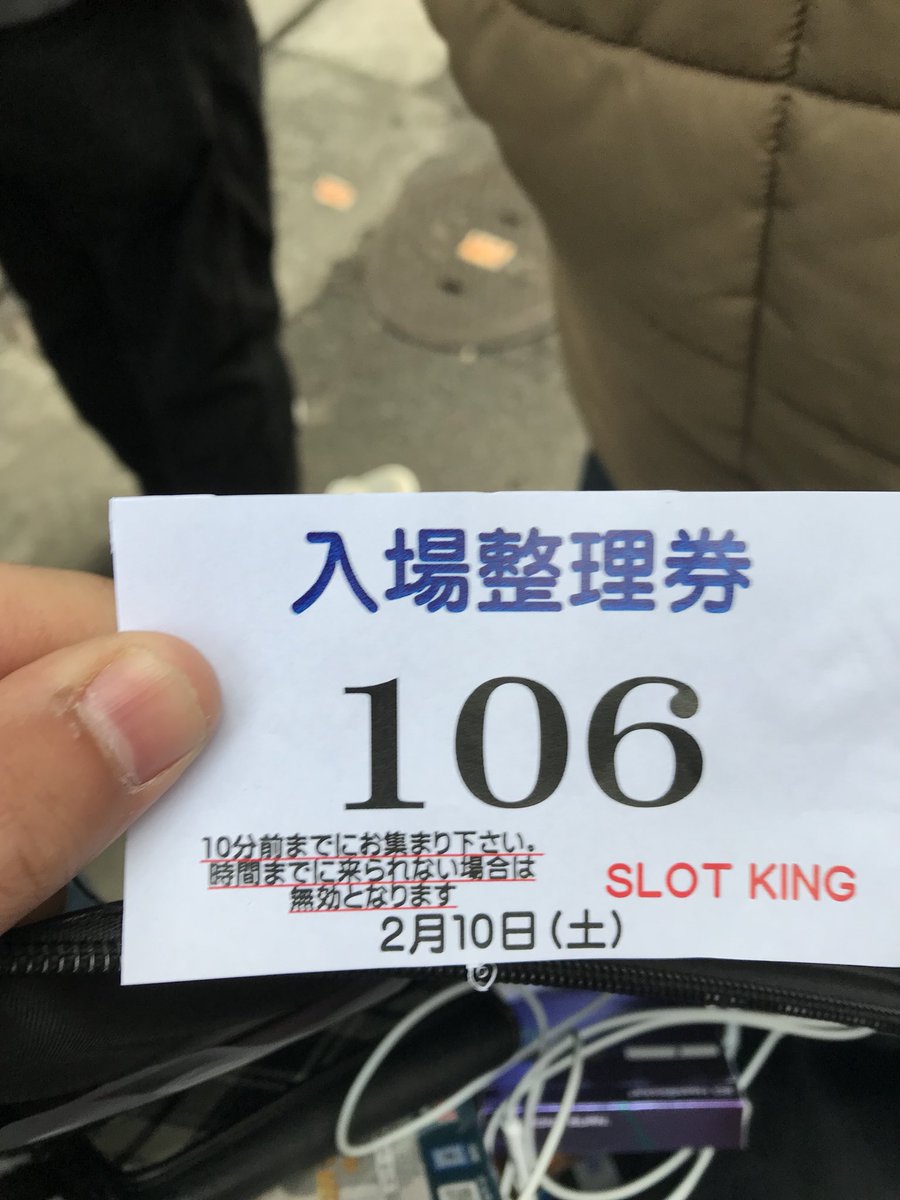 入場整理券
106
10分前までにお集まり下さい。
時間までに来られない場合は
無効となります
SLOT KING
2月10日(土)